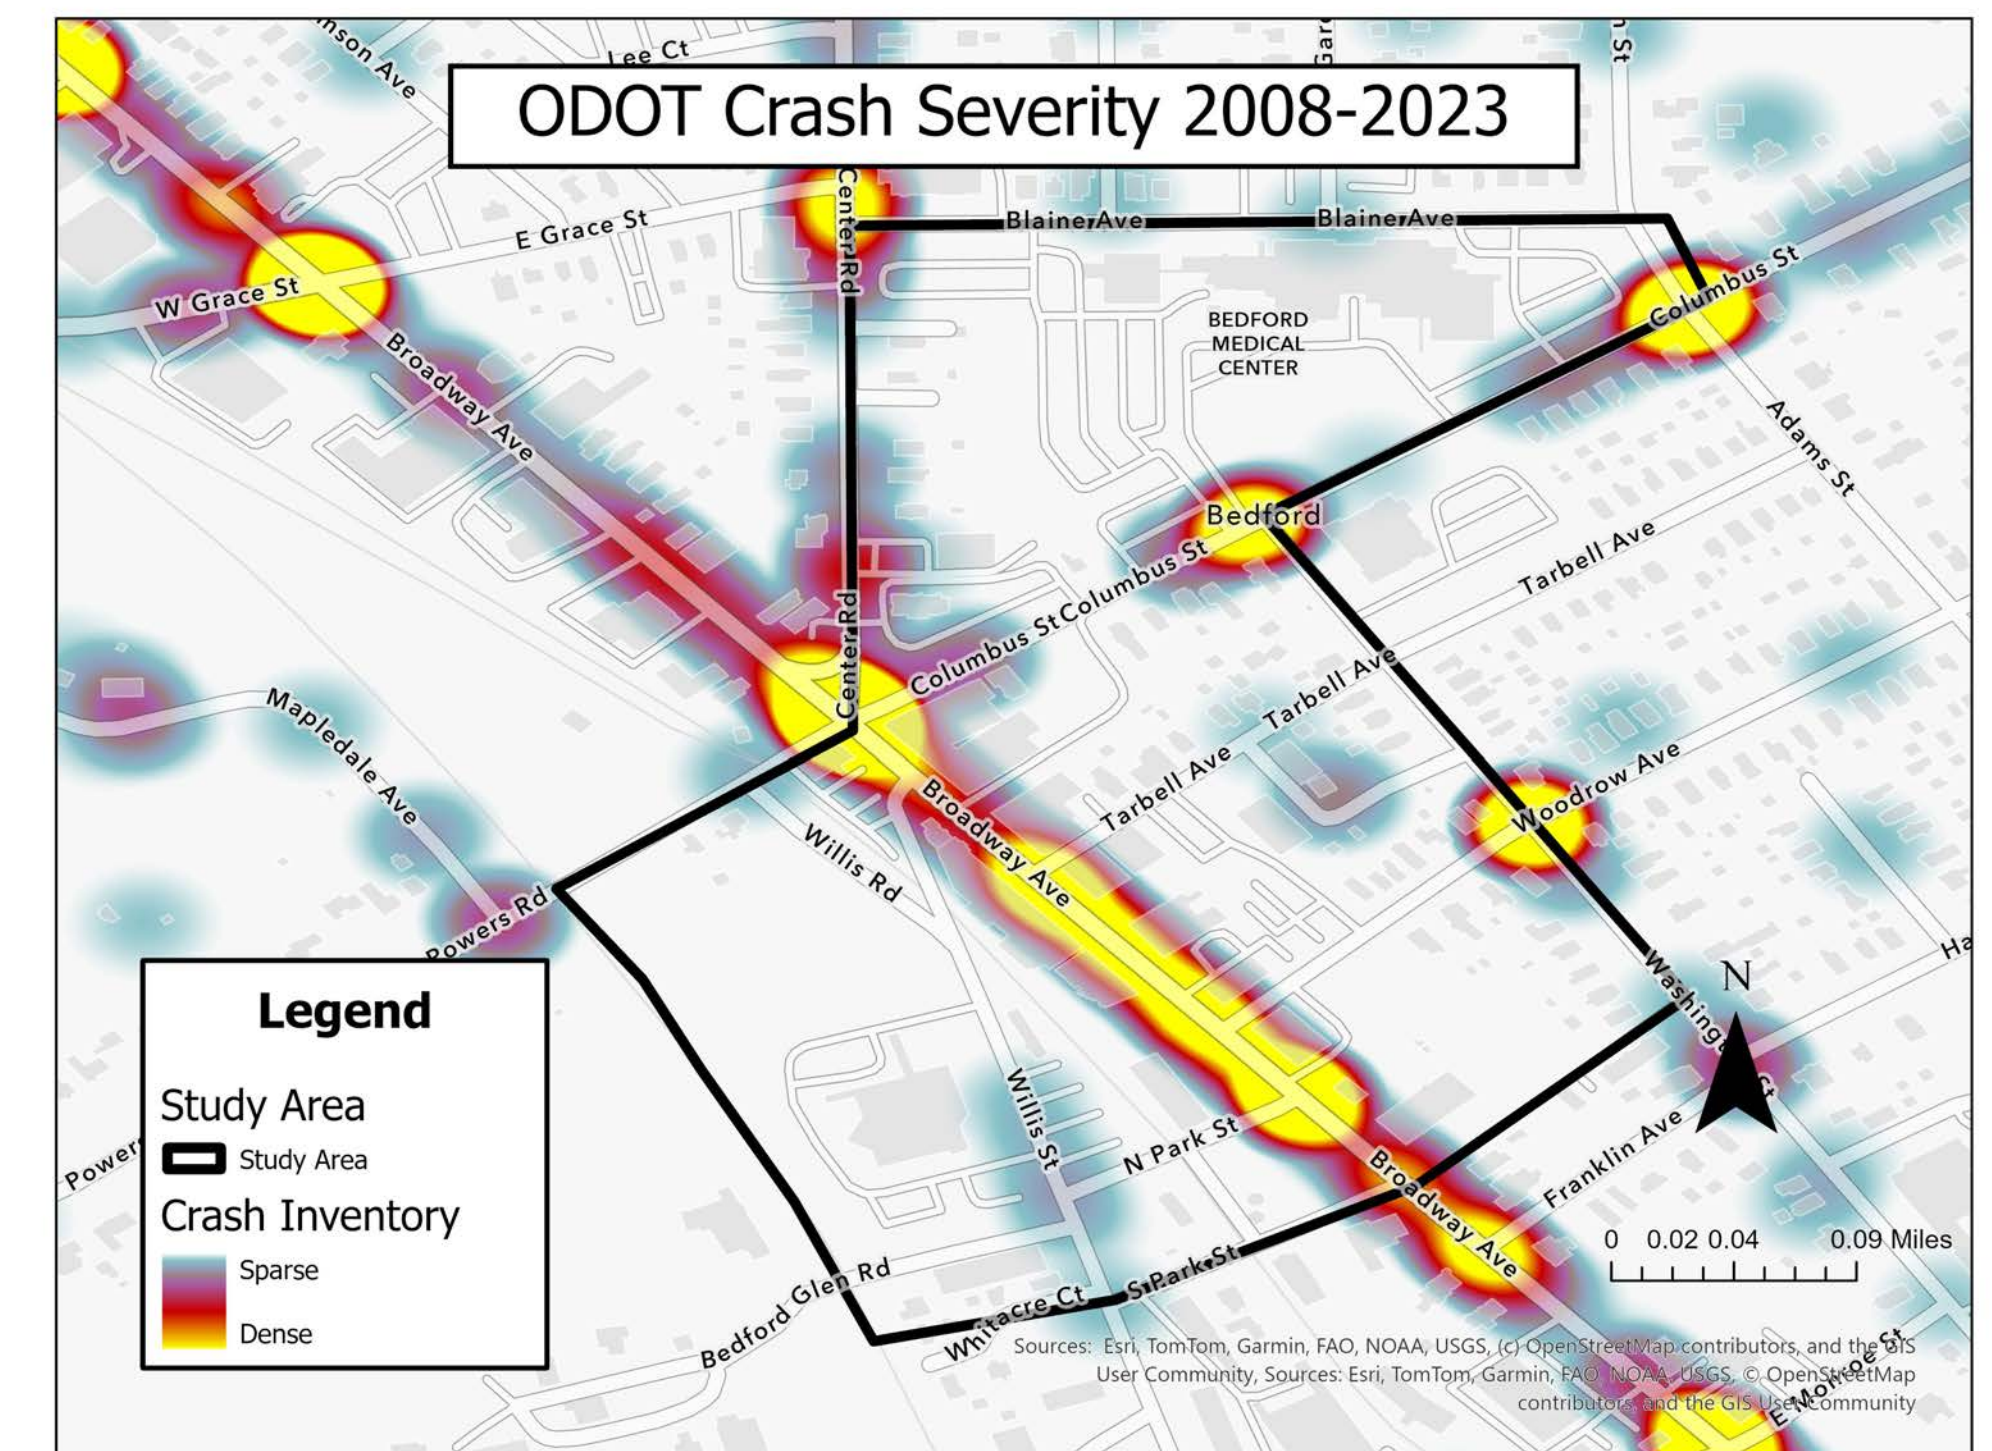 nson Ave
Lee Ct
St
ODOT Crash Severity 2008-2023
Center Rd
E Grace St
Blaine Ave
Blaine Ave
W Grace St
Columbus St
BEDFORD
MEDICAL
CENTER
Broadway Ave
Adams St
Bedford
Columbus St
Columbus St
Tarbell Ave
Center Rd
Tarbell Ave
Tarbell Ave
Mapledale Ave
Woodrow Ave
Broadway Ave
Willis Rd
Powers Rd
Ha
N
Willis St
N Park St
Broadway Ave
Franklin Ave
Bedford Glen Rd
Whitacre Ct
S Park St
E Monroe St
Legend
Study Area
Study Area
Crash Inventory
Sparse
Dense
0 0.02 0.04 0.09 Miles
Sources: Esri, TomTom, Garmin, FAO, NOAA, USGS, (c) OpenStreetMap contributors, and the GIS
User Community, Sources: Esri, TomTom, Garmin, FAO, NOAA, USGS, © OpenStreetMap
contributors, and the GIS User Community